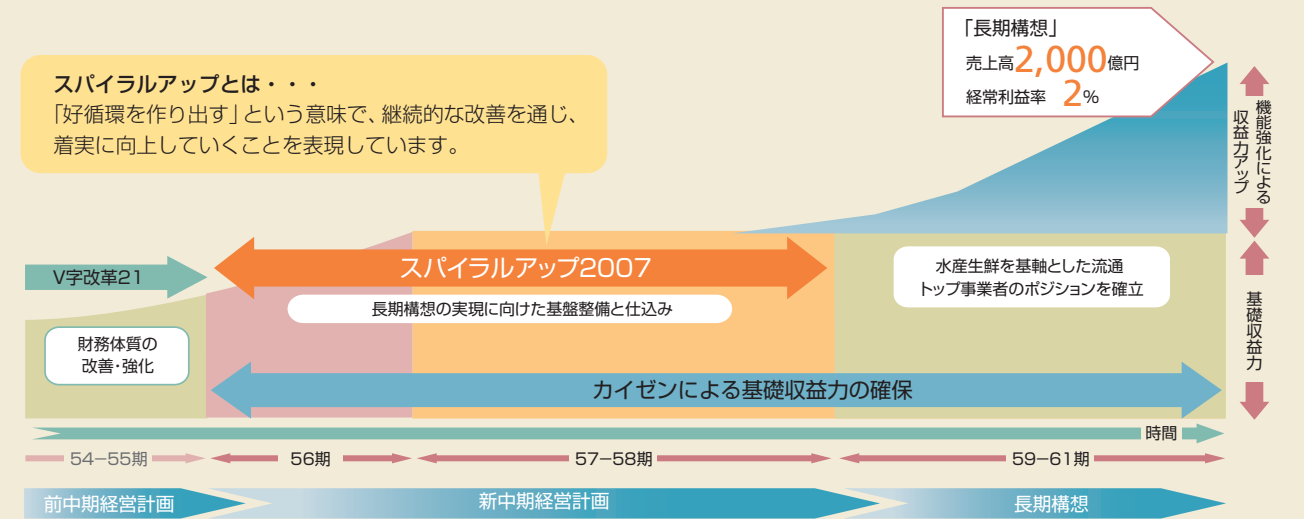 「長期構想」
売上高2,000億円
経常利益率 2%
スパイラルアップとは・・・
「好循環を作り出す」という意味で、継続的な改善を通じ、
着実に向上していくことを表現しています。
機能強化による
収益力アップ
V字改革21
スパイラルアップ2007
水産生鮮を基軸とした流通
トップ事業者のポジションを確立
長期構想の実現に向けた基盤整備と仕込み
基礎収益力
財務体質の
改善・強化
カイゼンによる基礎収益力の確保
時間
54−55期
56期
57−58期
59−61期
前中期経営計画
新中期経営計画
長期構想